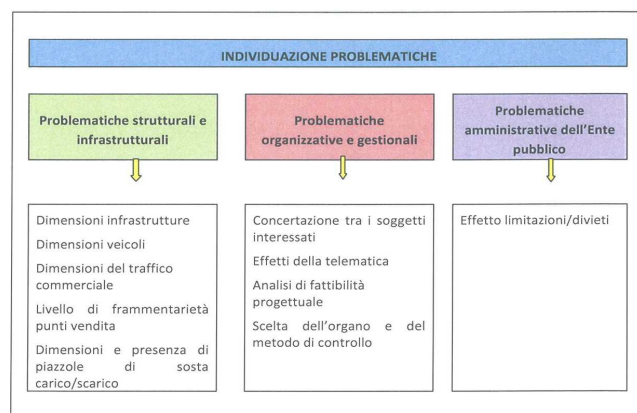 INDIVIDUAZIONE PROBLEMATICHE
Problematiche strutturali e
infrastrutturali
Problematiche
organizzative e gestionali
Problematiche
amministrative dell'Ente
pubblico
Dimensioni infrastrutture
Dimensioni veicoli
Dimensioni del traffico
commerciale
Livello di frammentarietà
punti vendita
Dimensioni e presenza di
piazzole di sosta
carico/scarico
Concertazione tra i soggetti
interessati
Effetti della telematica
Analisi di fattibilità
progettuale
Scelta dell'organo e del
metodo di controllo
Effetto limitazioni/divieti